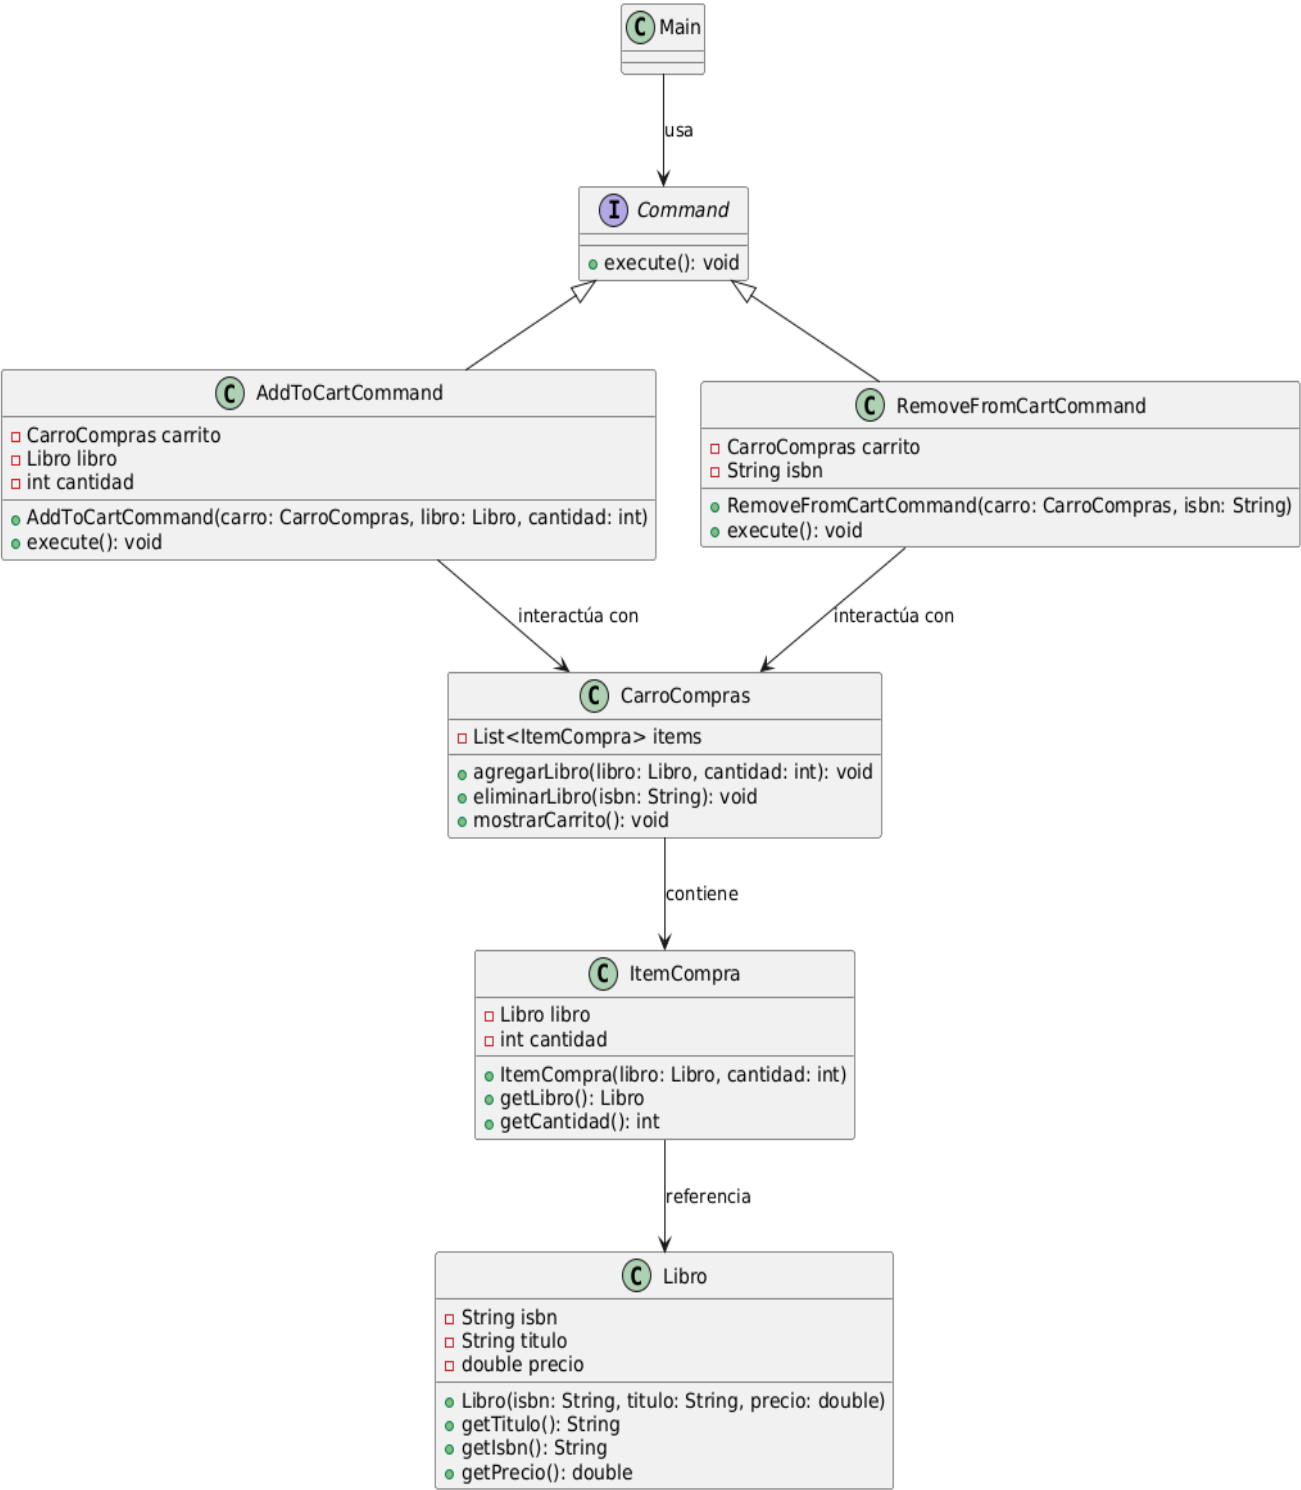 C Main
usa
I Command
execute(): void
C AddToCartCommand
CarroCompras carrito
Libro libro
int cantidad
AddToCartCommand(carro: CarroCompras, libro: Libro, cantidad: int)
execute(): void
C RemoveFromCartCommand
CarroCompras carrito
String isbn
RemoveFromCartCommand(carro: CarroCompras, isbn: String)
execute(): void
interactúa con
interactúa con
C CarroCompras
List<ItemCompra> items
agregarLibro(libro: Libro, cantidad: int): void
eliminarLibro(isbn: String): void
mostrarCarrito(): void
contiene
C ItemCompra
Libro libro
int cantidad
ItemCompra(libro: Libro, cantidad: int)
getLibro(): Libro
getCantidad(): int
referencia
C Libro
String isbn
String titulo
double precio
Libro(isbn: String, titulo: String, precio: double)
getTitulo(): String
getIsbn(): String
getPrecio(): double